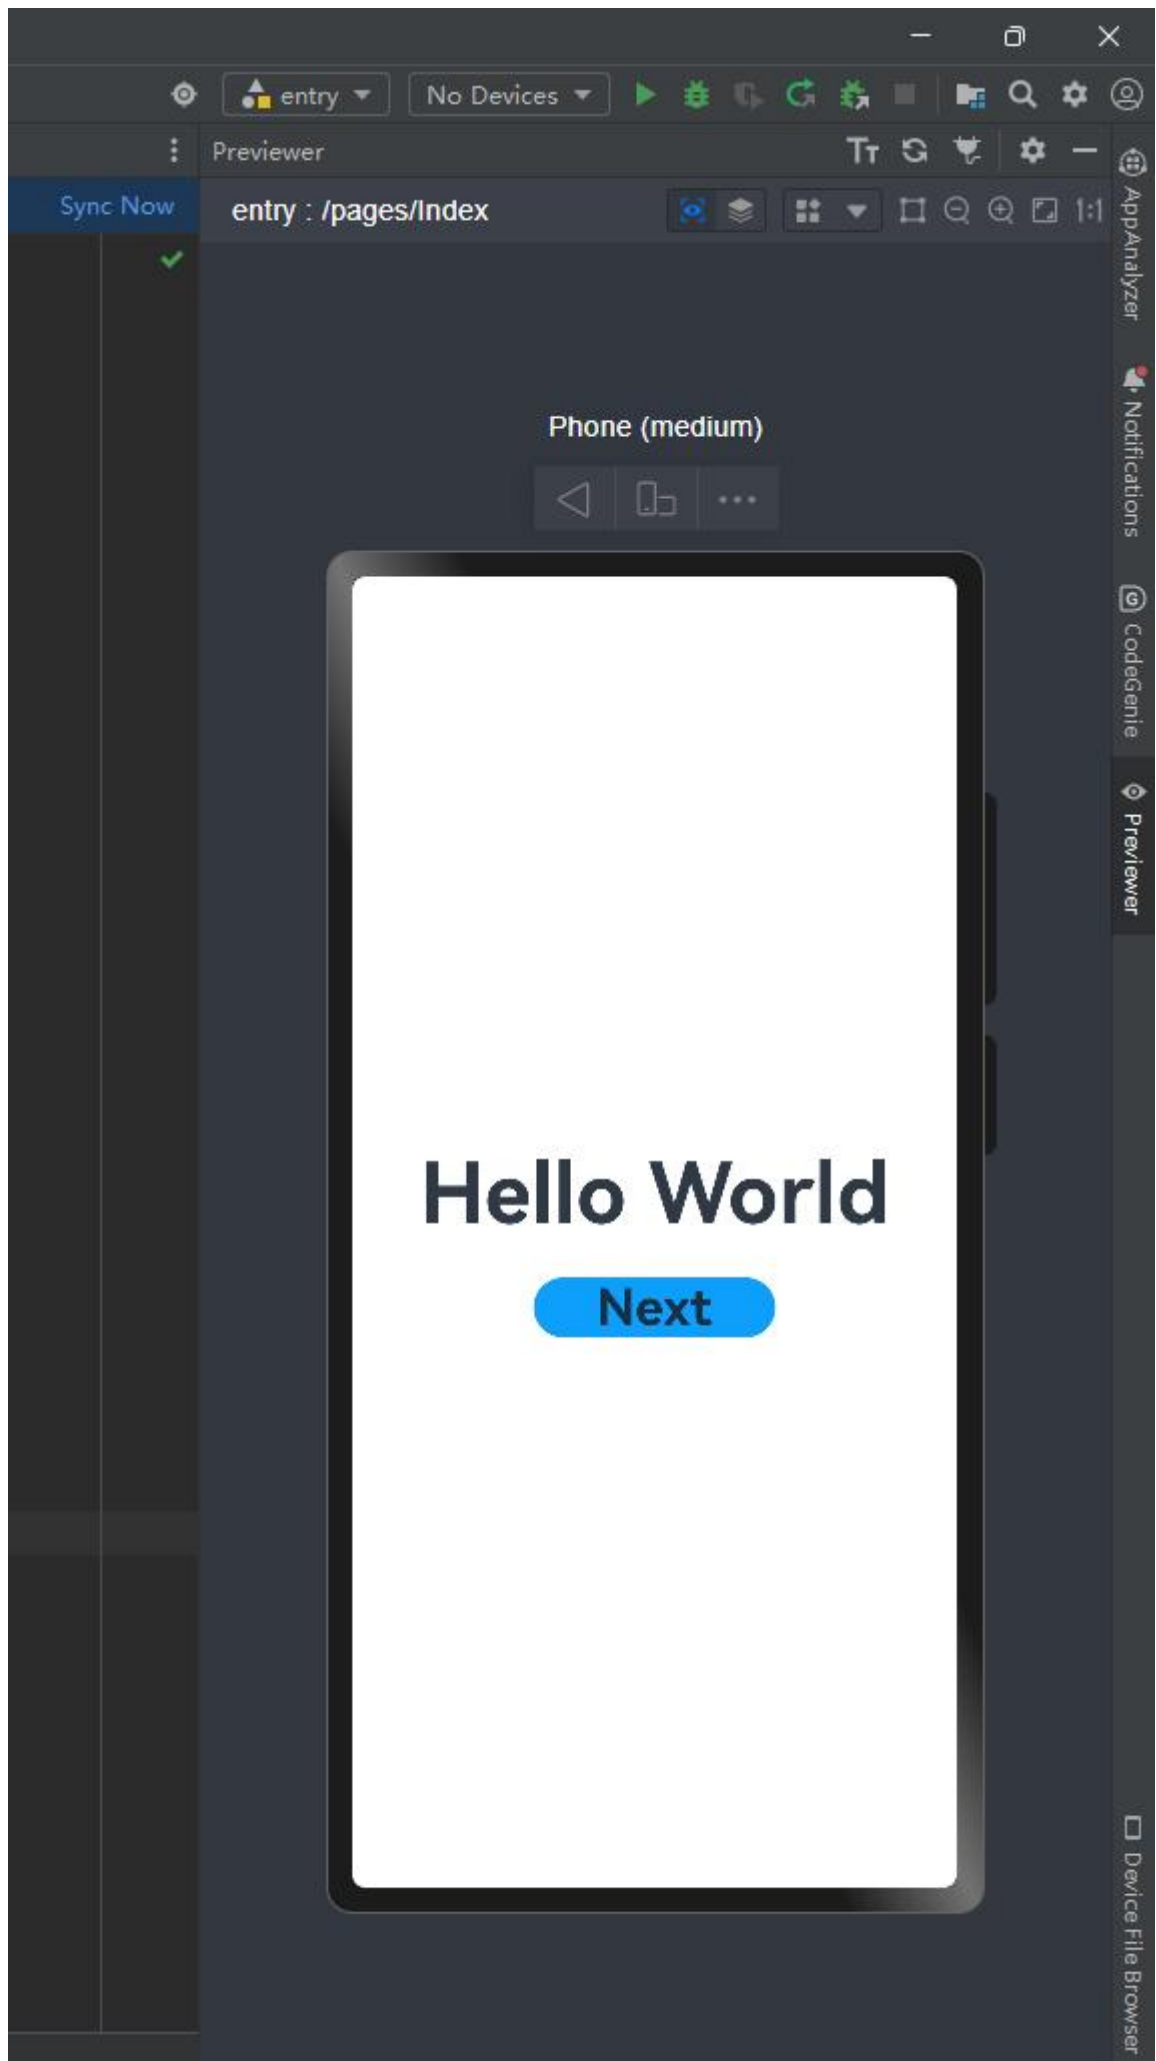 entry
No Devices
Previewer
Sync Now
entry : /pages/Index
1:1
AppAnalyzer
Notifications
CodeGenie
Previewer
Device File Browser
Phone (medium)
Hello World
Next